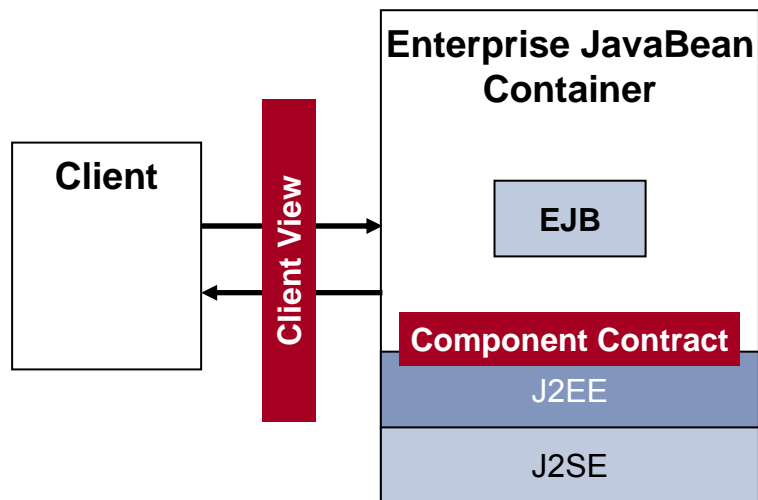 Enterprise JavaBean
Container
Client
Client View
EJB
Component Contract
J2EE
J2SE